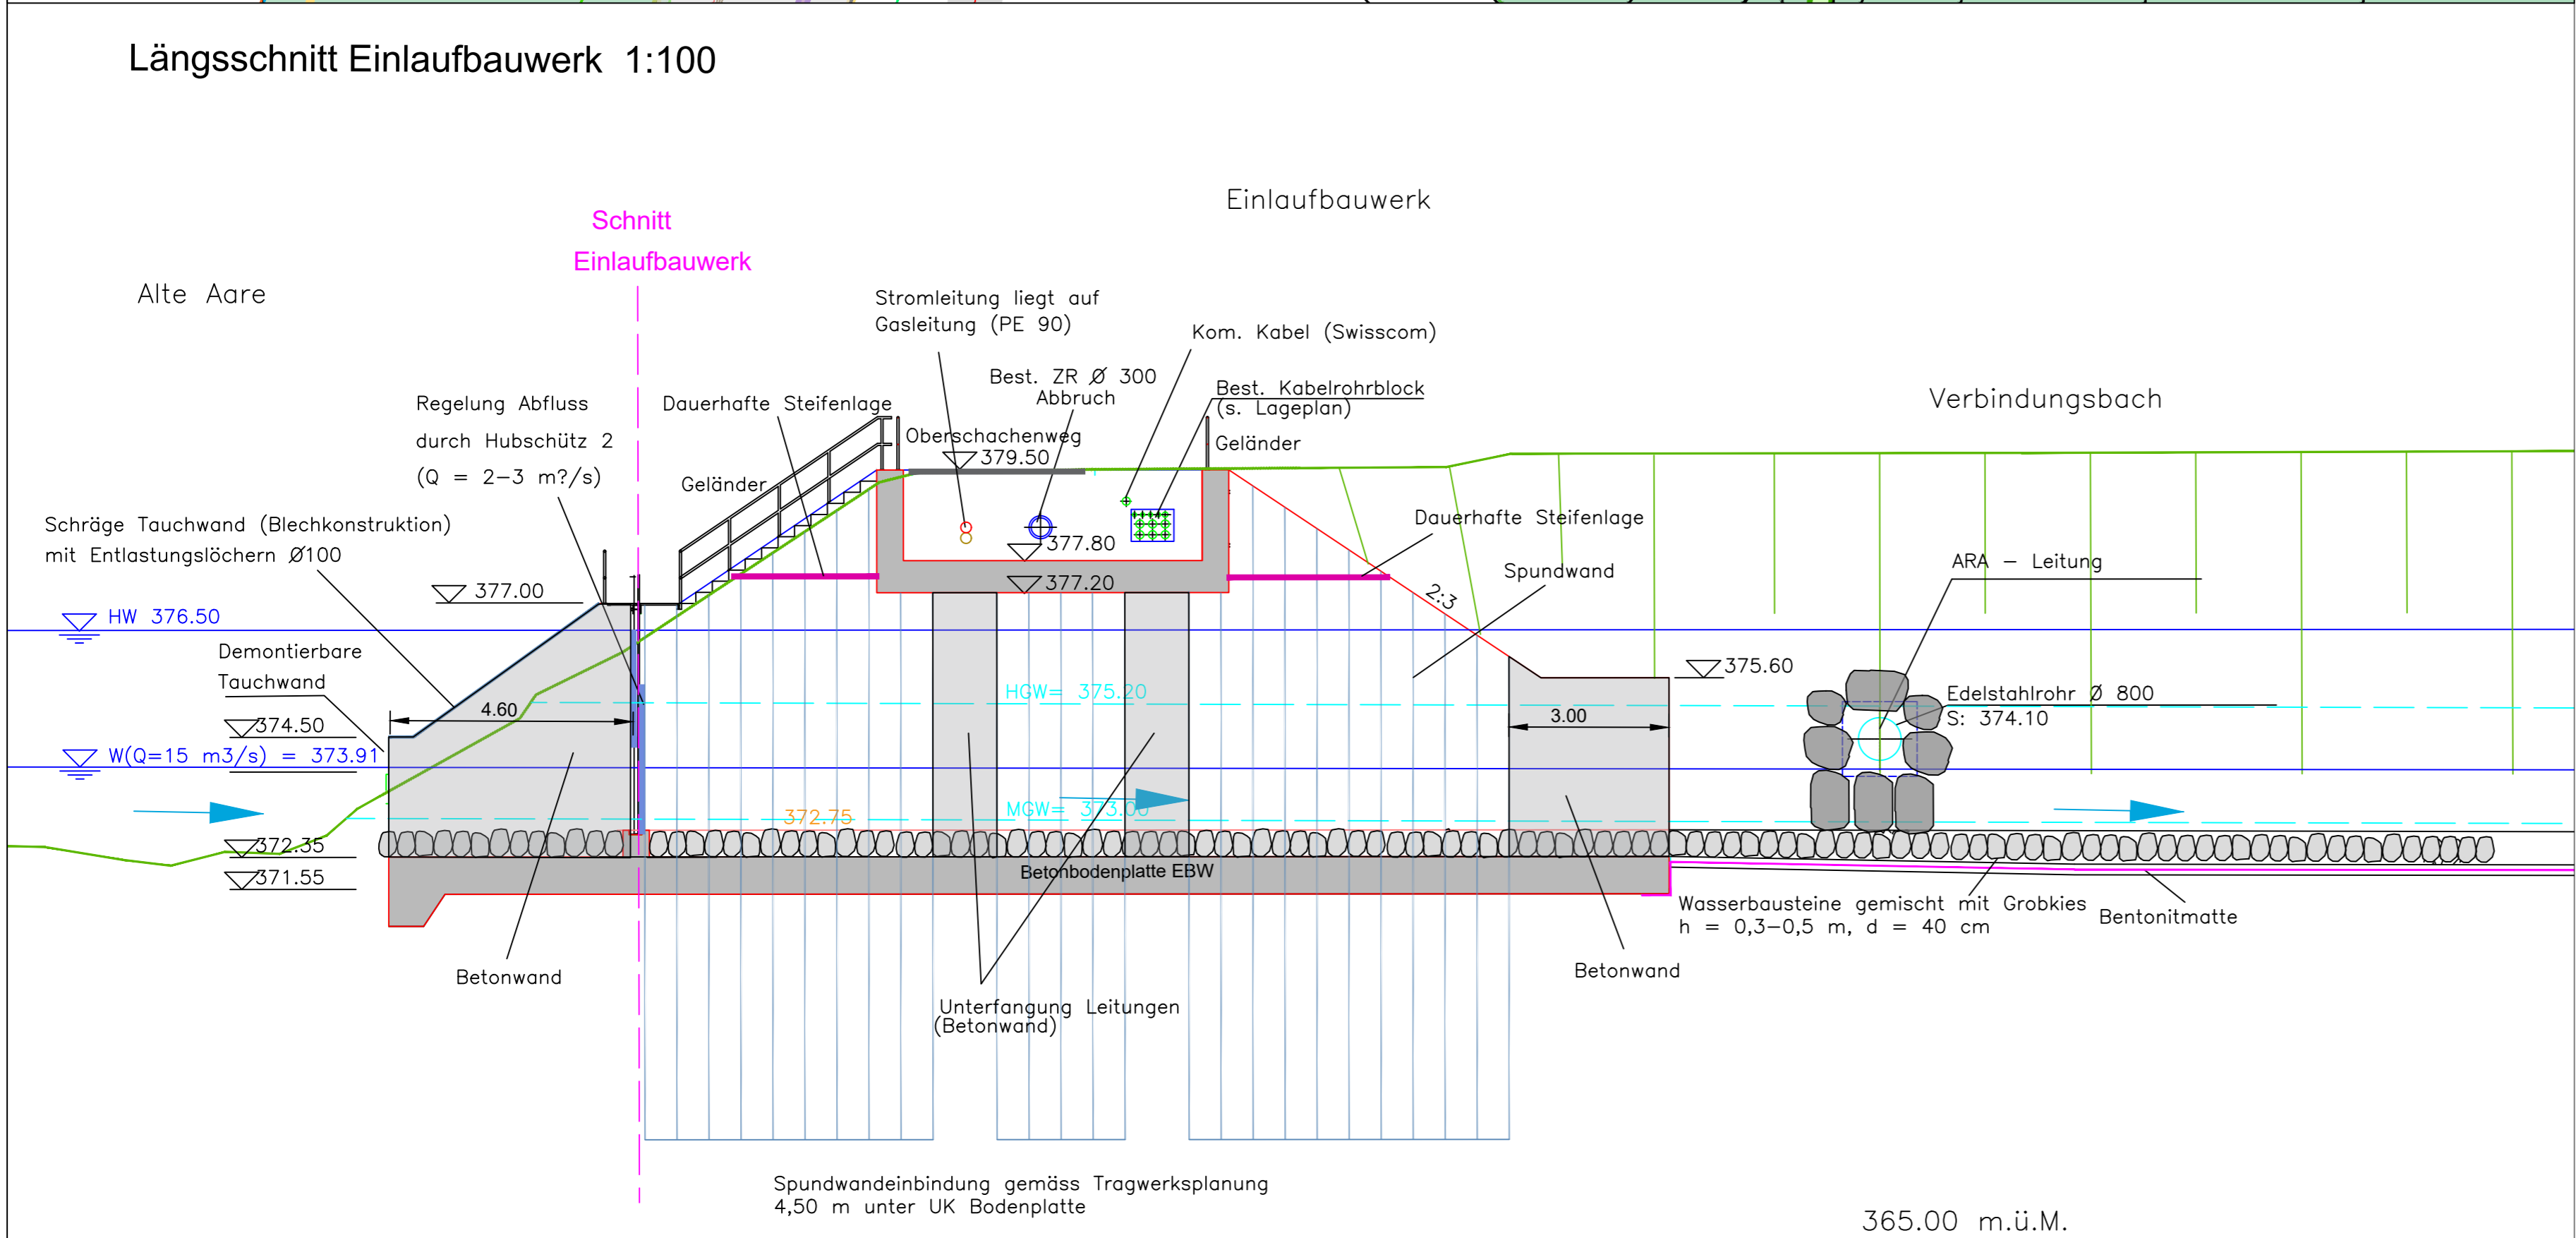 Längsschnitt Einlaufbauwerk 1:100
Einlaufbauwerk
Schnitt
Einlaufbauwerk
Alte Aare
Stromleitung liegt auf
Gasleitung (PE 90)
Kom. Kabel (Swisscom)
Best. ZR Ø 300
Abbruch
Best. Kabelrohrblock
(s. Lageplan)
Verbindungsbach
Regelung Abfluss
durch Hubschütz 2
(Q = 2-3 m?/s)
Dauerhafte Steifenlage
Oberschachenweg
379.50
Geländer
Geländer
Schräge Tauchwand (Blechkonstruktion)
mit Entlastungslöchern Ø100
Dauerhafte Steifenlage
377.80
ARA - Leitung
Spundwand
377.20
377.00
2:3
HW 376.50
Demontierbare
Tauchwand
375.60
HGW= 375.20
Edelstahlrohr Ø 800
S: 374.10
4.60
3.00
374.50
W(Q=15 m3/s) = 373.91
MGW= 373.00
372.75
372.35
371.55
Betonbodenplatte EBW
Wasserbausteine gemischt mit Grobkies
h = 0,3-0,5 m, d = 40 cm
Bentonitmatte
Betonwand
Betonwand
Unterfangung Leitungen
(Betonwand)
Spundwandeinbindung gemäss Tragwerksplanung
4,50 m unter UK Bodenplatte
365.00 m.ü.M.